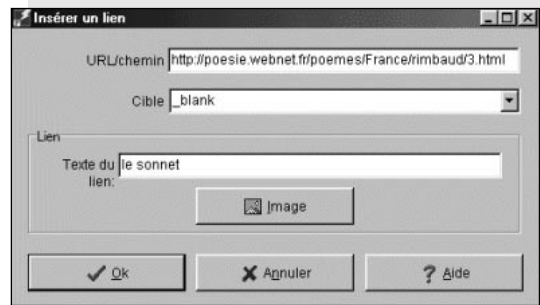 Insérer un lien
URL/chemin http://poesie.webnet.fr/poemes/France/rimbaud/3.html
Cible _blank
Lien
Texte du lien: le sonnet
Image
Ok Annuler ? Aide